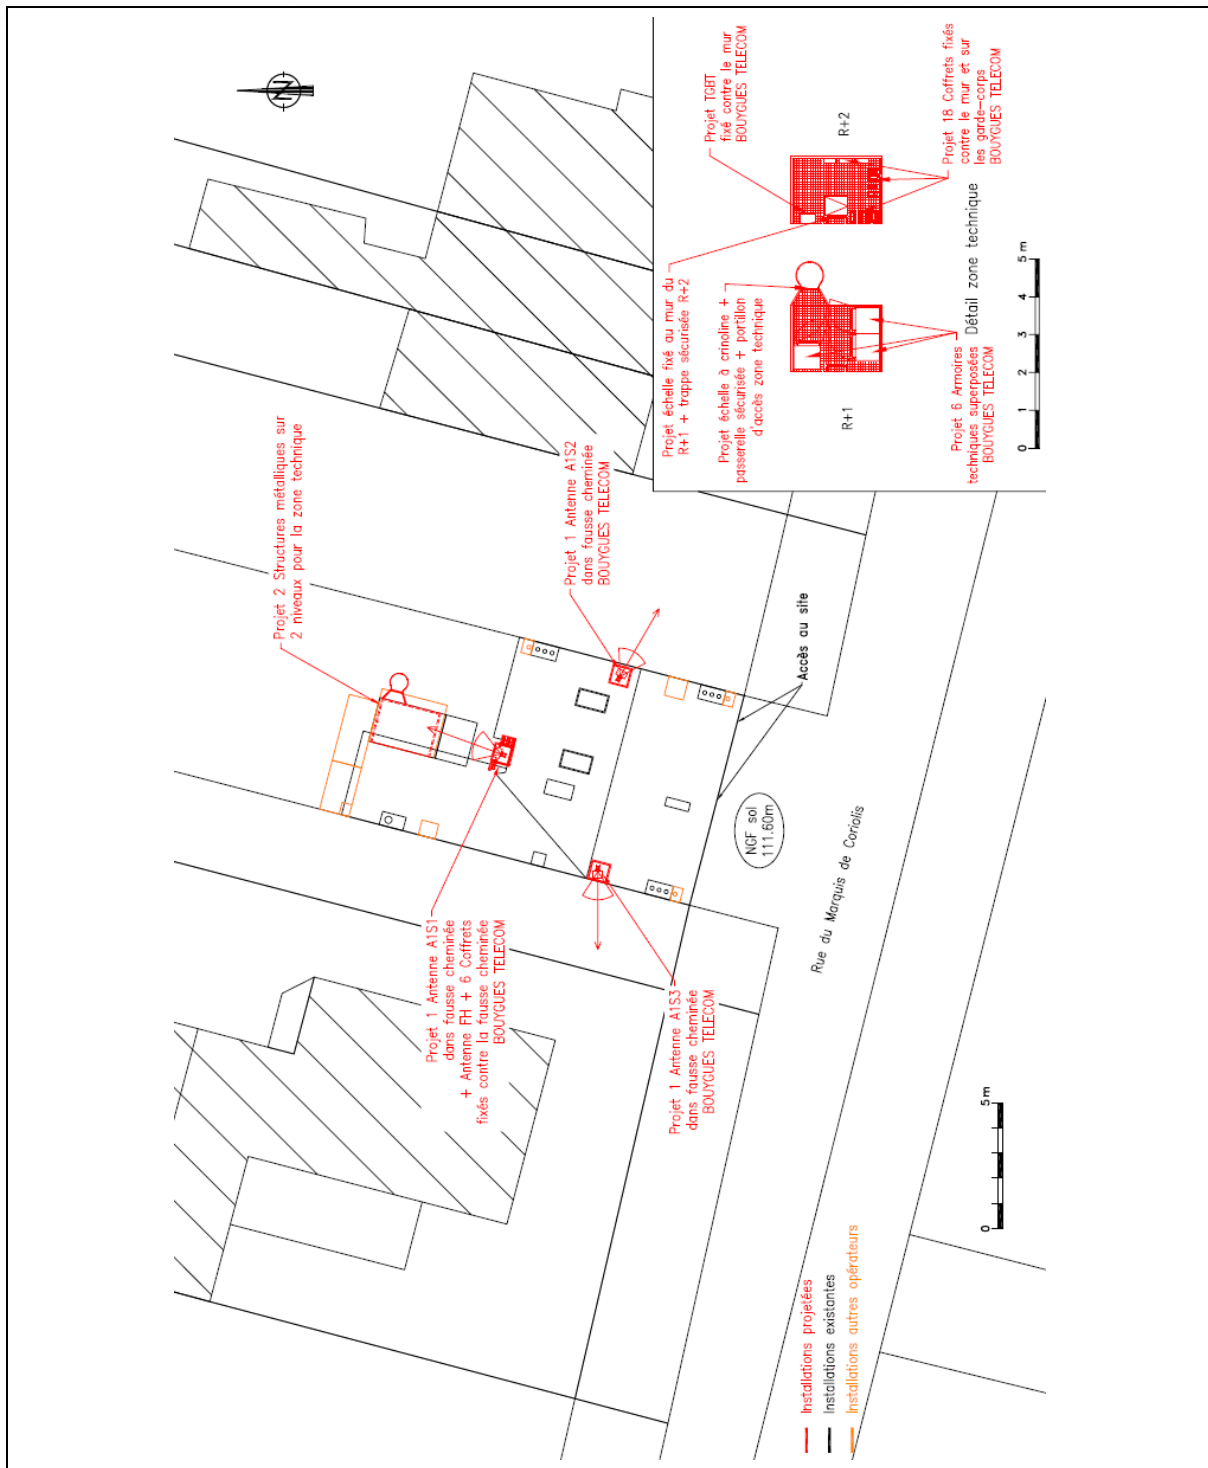 Projet 2 Structures métalliques sur
2 niveaux pour la zone technique
Projet 1 Antenne A1S2
dans fausse cheminée
BOUYGUES TELECOM
Projet 1 Antenne A1S1
dans fausse cheminée
+ Antenne FH + 6 Coffrets
fixés contre la fausse cheminée
BOUYGUES TELECOM
Projet 1 Antenne A1S3
dans fausse cheminée
BOUYGUES TELECOM
Accès au site
NGF sol
111.60m
Rue du Marquis de Coriolis
Projet TGBT
fixé contre le mur
BOUYGUES TELECOM
Projet échelle fixé au mur du
R+1 + trappe sécurisée R+2
Projet échelle à crinoline +
passerelle sécurisée + portillon
d'accès zone technique
R+2
R+1
Projet 18 Coffrets fixés
contre le mur et sur
les garde-corps
BOUYGUES TELECOM
Projet 6 Armoires
techniques superposées
BOUYGUES TELECOM
Détail zone technique
0 1 2 3 4 5 m
0 5m
Installations projetées
Installations existantes
Installations autres opérateurs
N